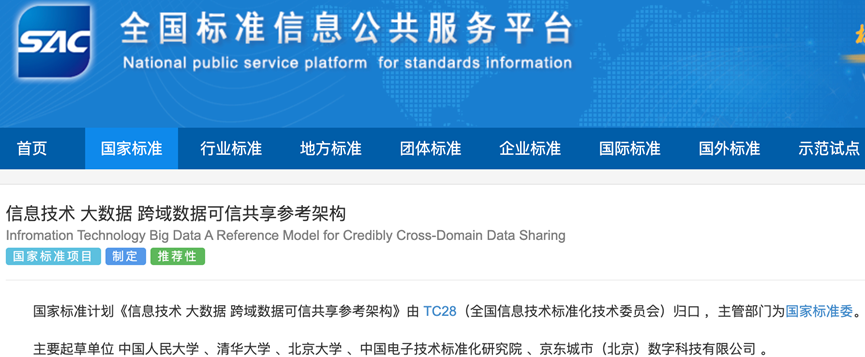 SAC
全国标准信息公共服务平台
National public service platform for standards information
首页 国家标准 行业标准 地方标准 团体标准 企业标准 国际标准 国外标准 示范试点
信息技术 大数据 跨域数据可信共享参考架构
Infromation Technology Big Data A Reference Model for Credibly Cross-Domain Data Sharing
国家标准项目 制定 推荐性
国家标准计划《信息技术 大数据 跨域数据可信共享参考架构》由 TC28（全国信息技术标准化技术委员会）归口 ，主管部门为国家标准委。
主要起草单位 中国人民大学 、清华大学 、北京大学 、中国电子技术标准化研究院 、京东城市（北京）数字科技有限公司 。